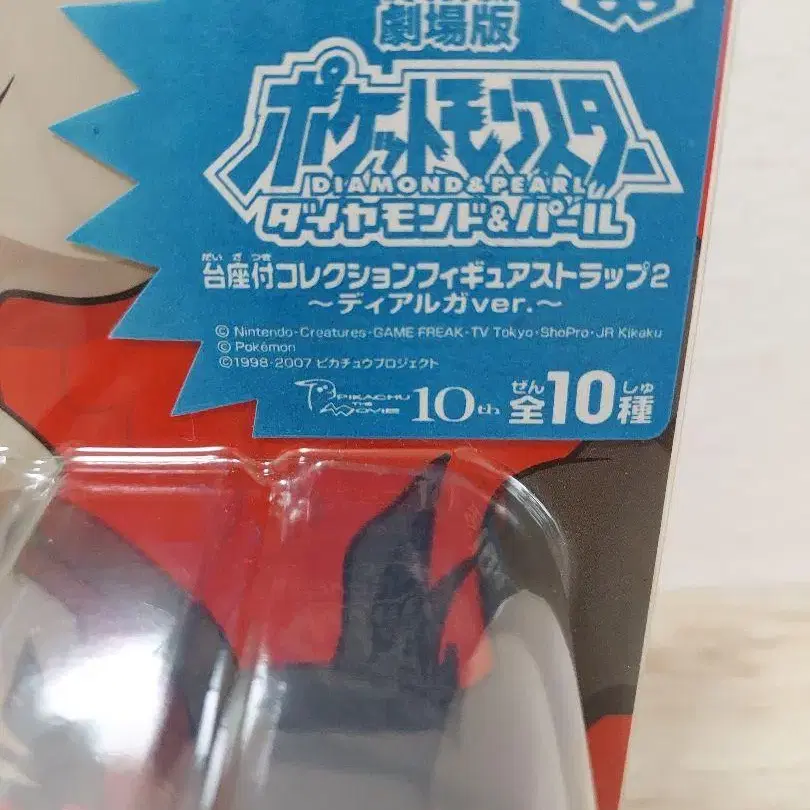 劇場版
ポケットモンスター
DIAMOND&PEARL
ダイヤモンド&パール
だい ざ つき
台座付コレクションフィギュアストラップ2
～ディアルガver.～
© Nintendo・Creatures・GAME FREAK・TV Tokyo・ShoPro・JR Kikaku
© Pokémon
©1998-2007 ピカチュウプロジェクト
PIKACHU THE MOVIE 10th
ぜん しゅ
全10種